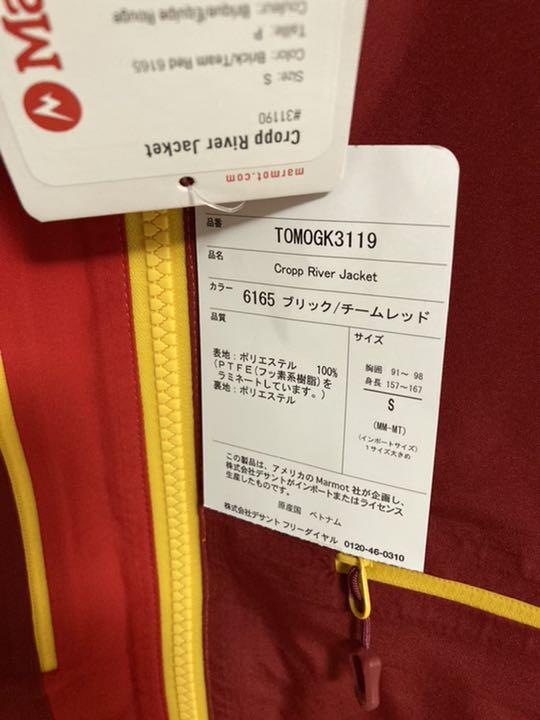 Ma
Couleur: Brique/Équipe Rouge
Taille: P
Color: Brick/Team Red 6165
Size: S
#31190
Cropp River Jacket
marmot.com
品番 TOMOGK3119
品名 Cropp River Jacket
カラー 6165 ブリック/チームレッド
品質
表地：ポリエステル 100%
(PTFE(フッ素系樹脂)を
ラミネートしています。)
裏地：ポリエステル
サイズ
胸囲 91～ 98
身長 157～167
S
(MM-MT)
(インポートサイズ)
1サイズ大きめ
この製品は、アメリカのMarmot社が企画し、
株式会社デサントがインポートまたはライセンス
生産したものです。
原産国 ベトナム
株式会社デサント フリーダイヤル 0120-46-0310